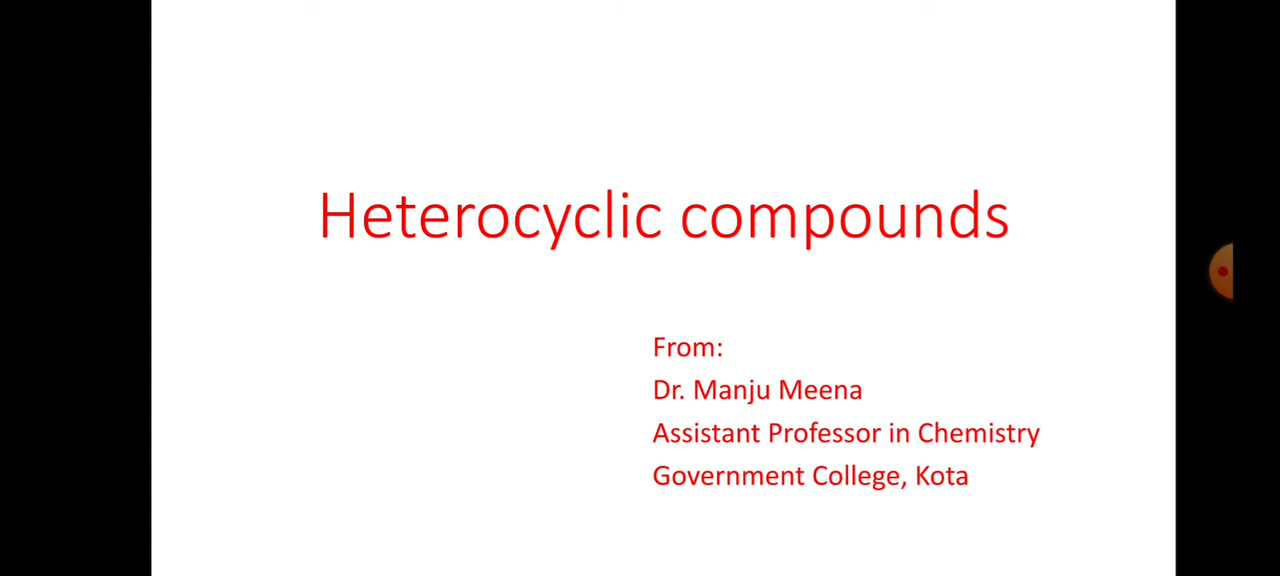 Heterocyclic compounds
From:
Dr. Manju Meena
Assistant Professor in Chemistry
Government College, Kota